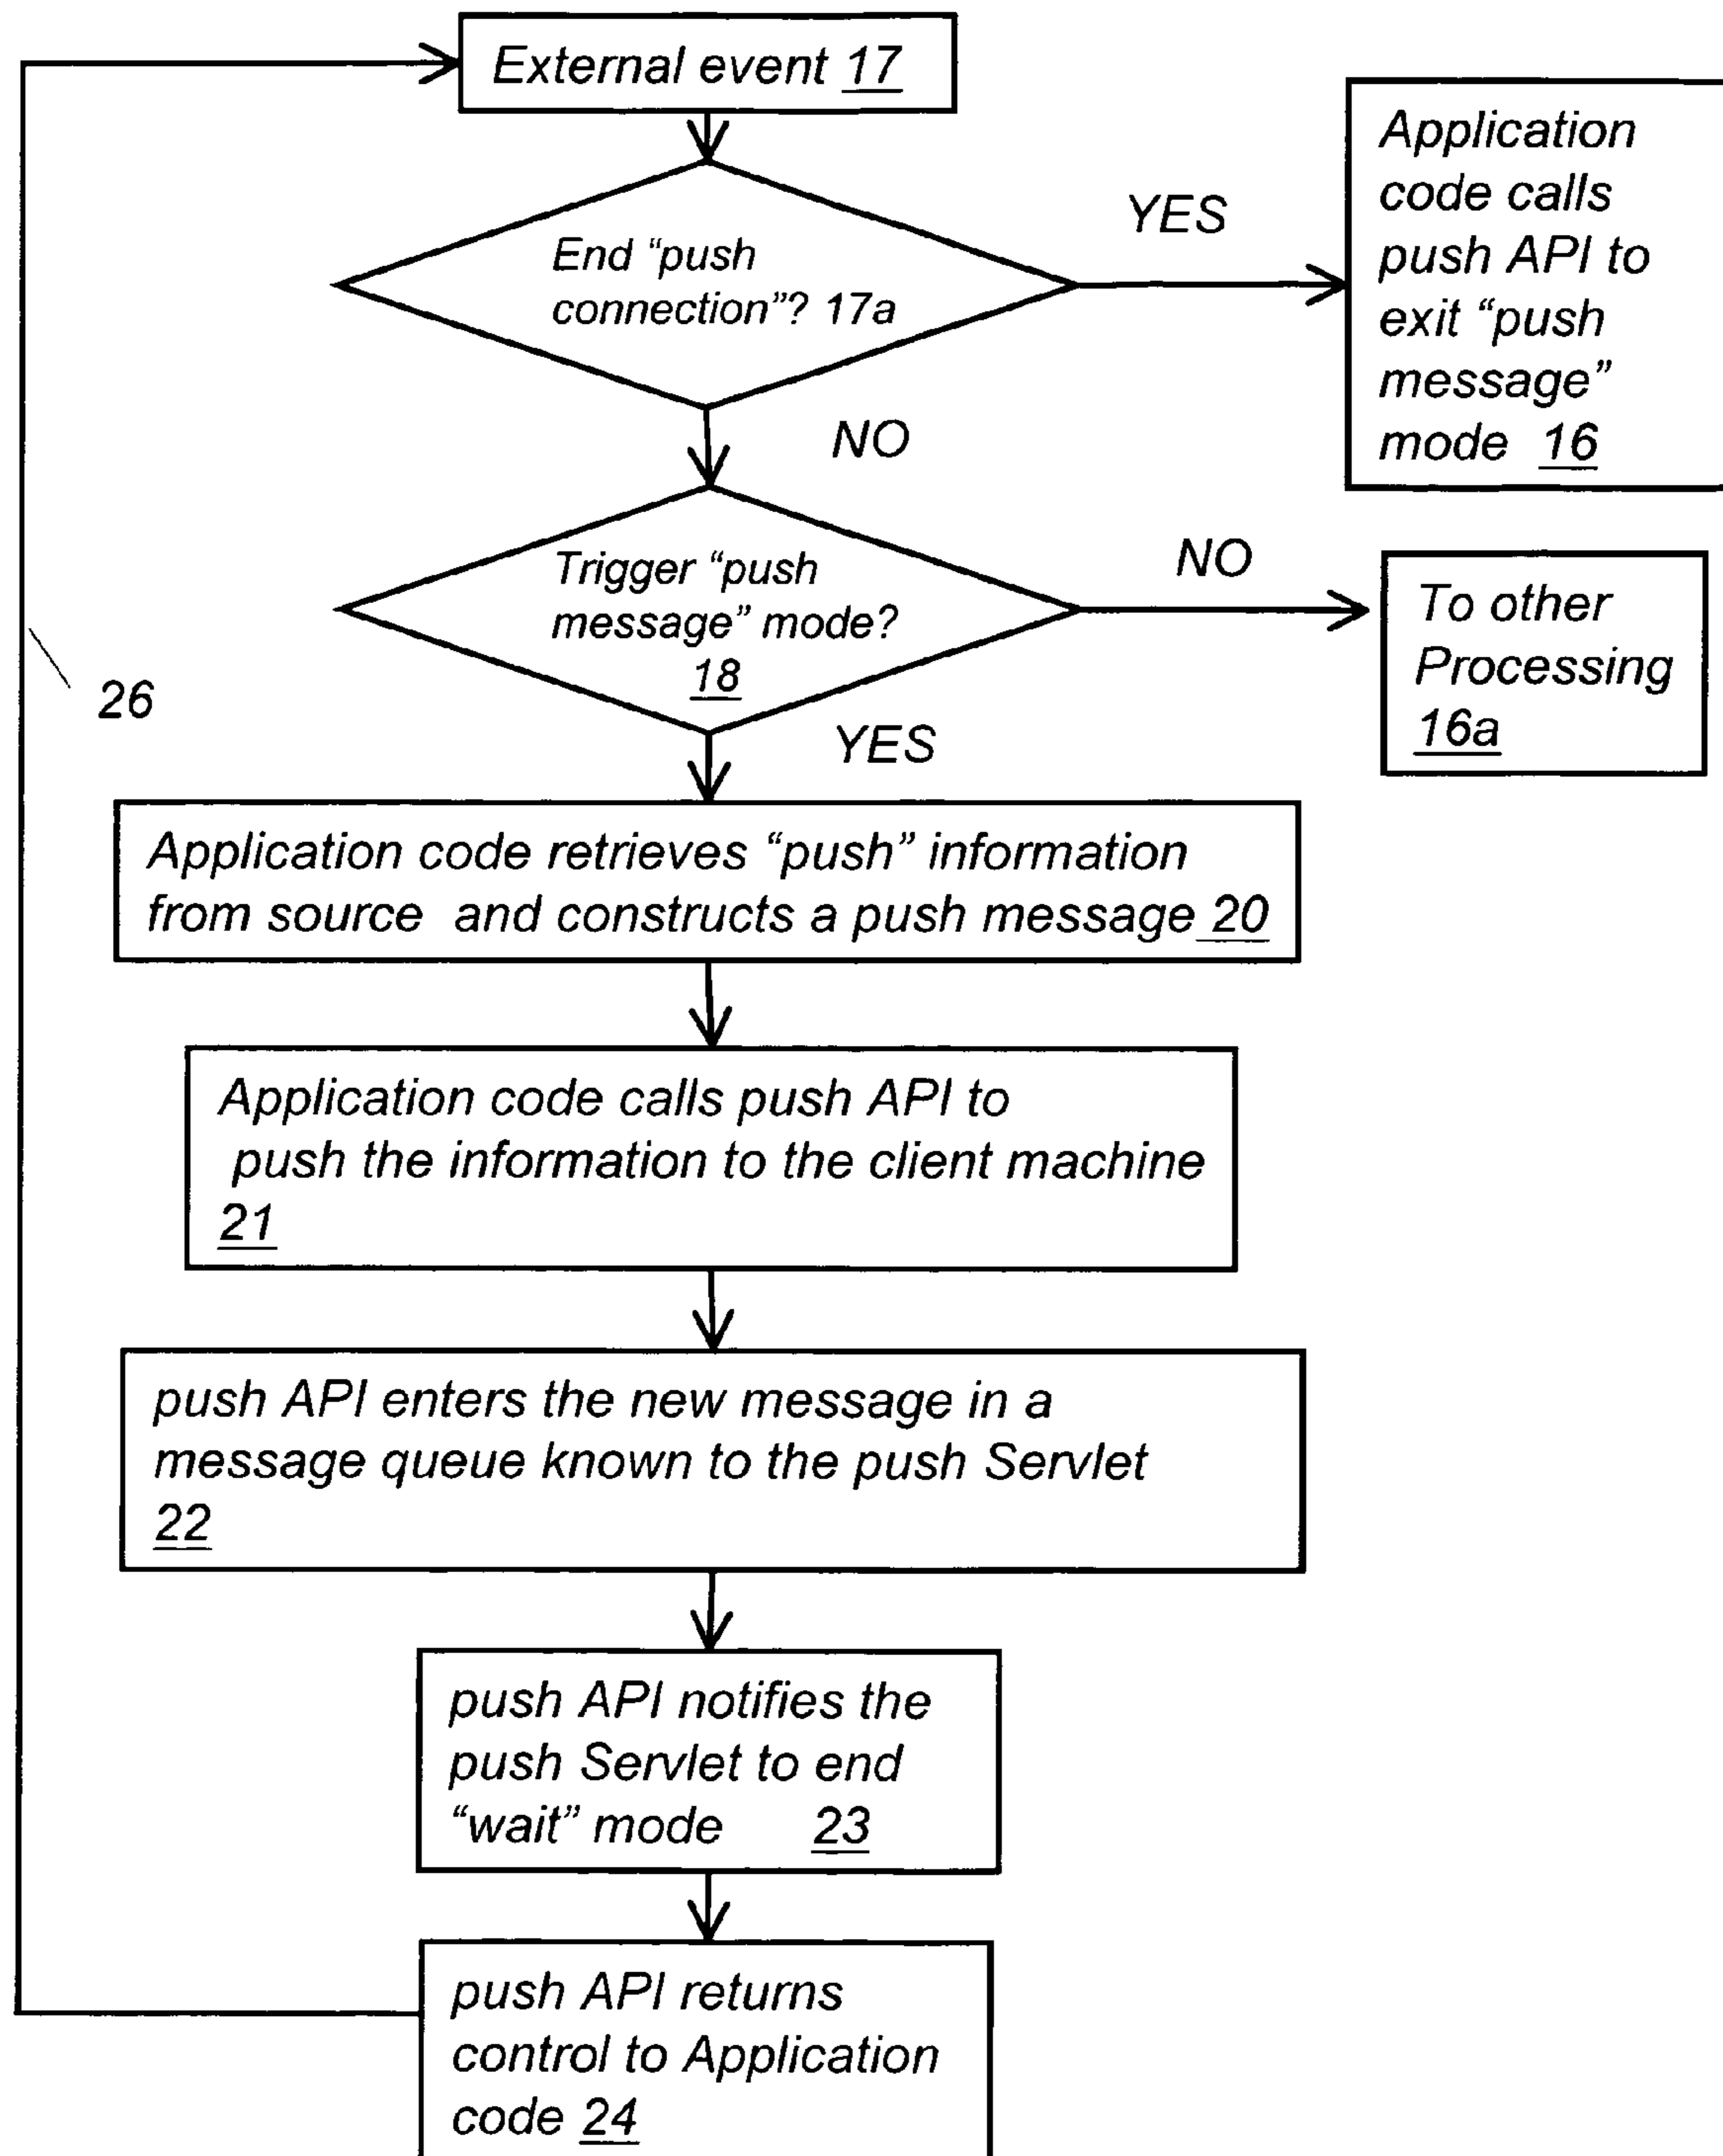 External event 17
End “push
connection”? 17a
YES
Application
code calls
push API to
exit “push
message”
mode 16
NO
Trigger “push
message” mode?
18
NO
To other
Processing
16a
26
YES
Application code retrieves “push” information
from source and constructs a push message 20
Application code calls push API to
push the information to the client machine
21
push API enters the new message in a
message queue known to the push Servlet
22
push API notifies the
push Servlet to end
“wait” mode 23
push API returns
control to Application
code 24